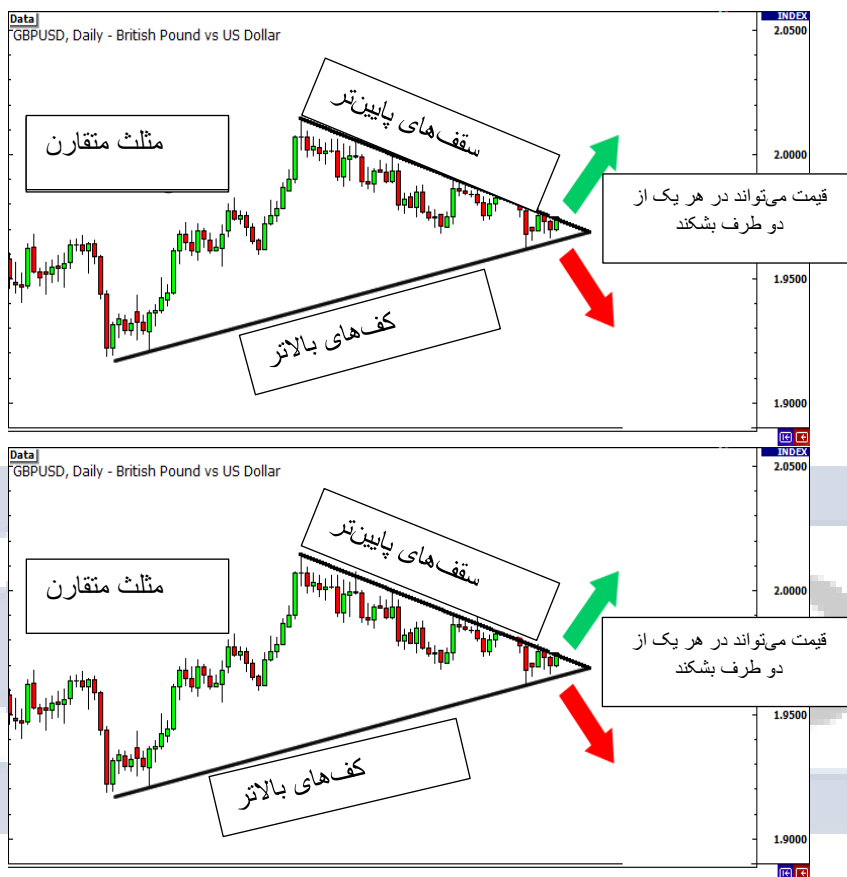 Data
INDEX
GBPUSD, Daily - British Pound vs US Dollar
2.0500
سقف‌های پایین‌تر
مثلث متقارن
2.0000
قیمت می‌تواند در هر یک از
دو طرف بشکند
1.9500
کف‌های بالاتر
1.9000
Data
INDEX
GBPUSD, Daily - British Pound vs US Dollar
2.0500
سقف‌های پایین‌تر
مثلث متقارن
2.0000
قیمت می‌تواند در هر یک از
دو طرف بشکند
1.9500
کف‌های بالاتر
1.9000